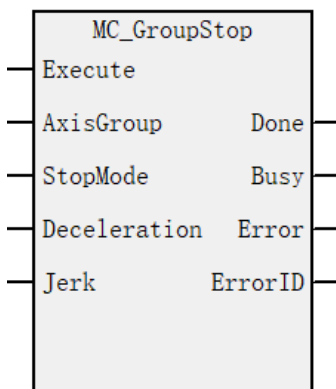 MC_GroupStop
Execute
AxisGroup Done
StopMode Busy
Deceleration Error
Jerk ErrorID